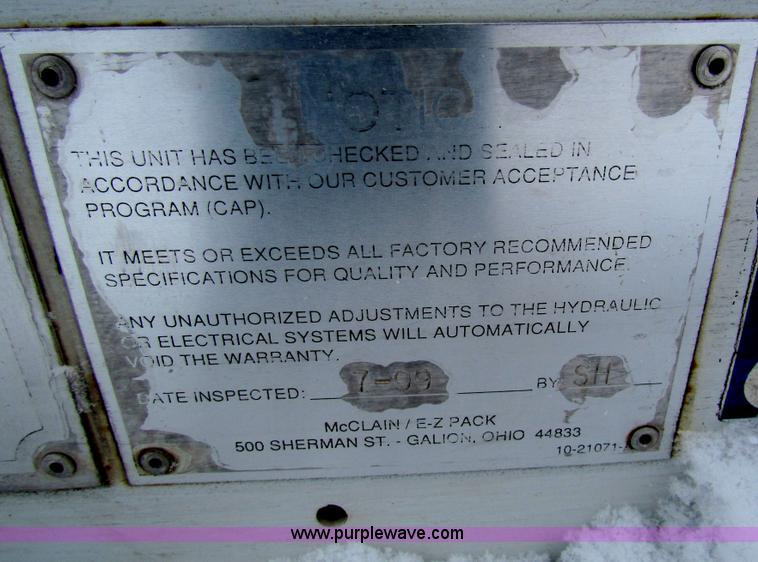 NOTIC
THIS UNIT HAS BEEN CHECKED AND SEALED IN
ACCORDANCE WITH OUR CUSTOMER ACCEPTANCE
PROGRAM (CAP).
IT MEETS OR EXCEEDS ALL FACTORY RECOMMENDED
SPECIFICATIONS FOR QUALITY AND PERFORMANCE.
ANY UNAUTHORIZED ADJUSTMENTS TO THE HYDRAULIC
OR ELECTRICAL SYSTEMS WILL AUTOMATICALLY
VOID THE WARRANTY.
DATE INSPECTED: 7-99 BY SH
McCLAIN / E-Z PACK
500 SHERMAN ST. - GALION, OHIO 44833
10-21071-
www.purplewave.com